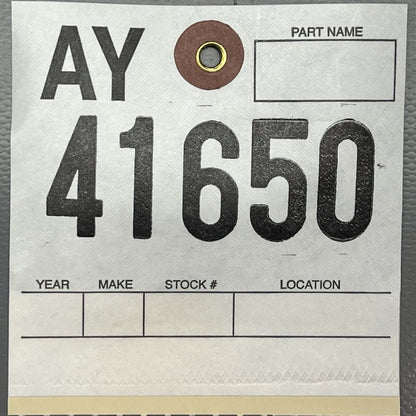 AY
PART NAME
41650
YEAR MAKE STOCK # LOCATION